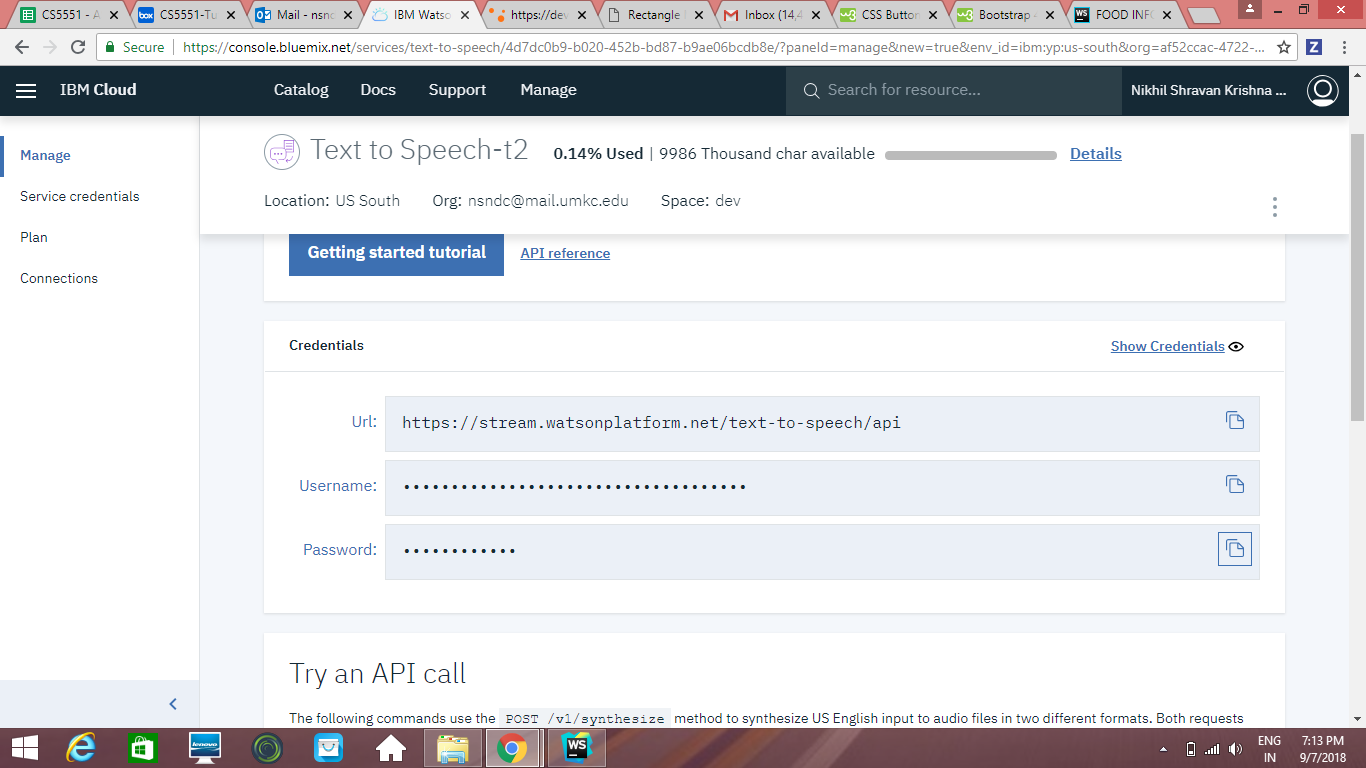 CS5551 - A
CS5551-Tu
Mail - nsnd
IBM Watso
https://dev
Rectangle
Inbox (14,4
CSS Button
Bootstrap
FOOD INFO
Secure | https://console.bluemix.net/services/text-to-speech/4d7dc0b9-b020-452b-bd87-b9ae06bcdb8e/?paneId=manage&new=true&env_id=ibm:yp:us-south&org=af52ccac-4722-...
IBM Cloud
Catalog
Docs
Support
Manage
Search for resource...
Nikhil Shravan Krishna ...
Manage
Service credentials
Plan
Connections
Text to Speech-t2
0.14% Used | 9986 Thousand char available
Details
Location: US South
Org: nsndc@mail.umkc.edu
Space: dev
Getting started tutorial
API reference
Credentials
Show Credentials
Url:
https://stream.watsonplatform.net/text-to-speech/api
Username:
••••••••••••••••••••••••••••••••••••
Password:
••••••••••••
Try an API call
The following commands use the POST /v1/synthesize method to synthesize US English input to audio files in two different formats. Both requests
ENG
IN
7:13 PM
9/7/2018